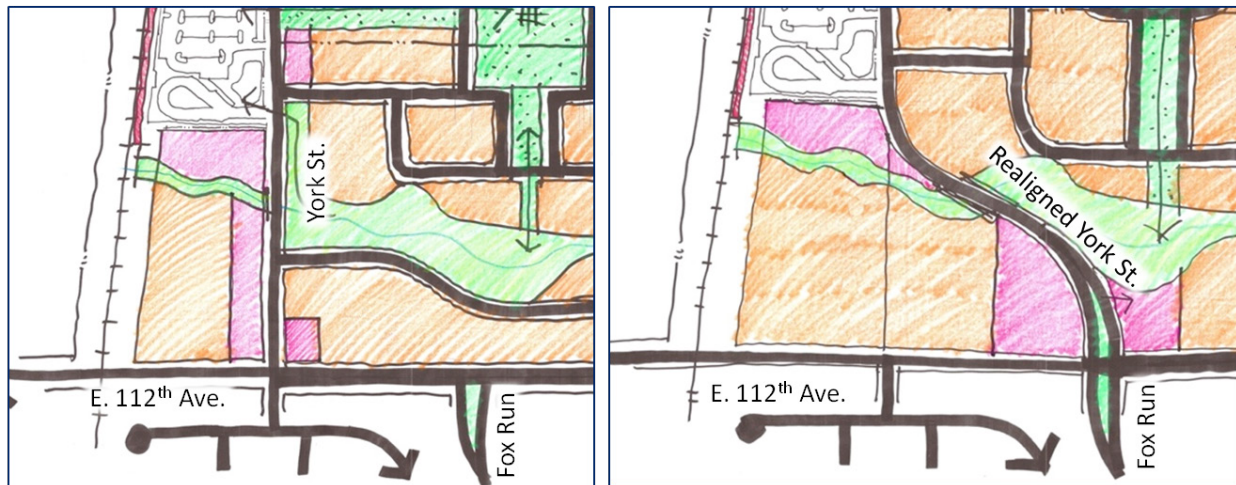 York St.
E. 112th Ave.
Fox Run
Realigned York St.
E. 112th Ave.
Fox Run